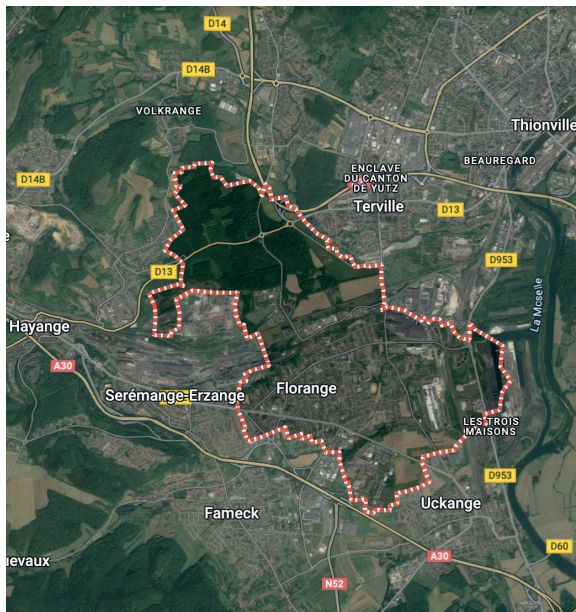 D14
D14B
VOLKRANGE
Thionville
BEAUREGARD
ENCLAVE
DU CANTON
DE YUTZ
D14B
Terville
D13
D953
D13
La Moselle
Hayange
A30
Florange
Serémange-Erzange
LES TROIS
MAISONS
D953
Uckange
Fameck
D60
A30
N52